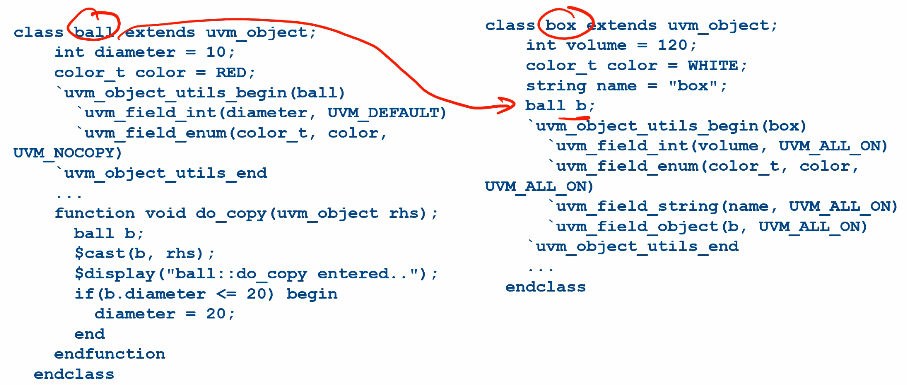 class ball extends uvm_object;
int diameter = 10;
color_t color = RED;
`uvm_object_utils_begin(ball)
`uvm_field_int(diameter, UVM_DEFAULT)
`uvm_field_enum(color_t, color,
UVM_NOCOPY)
`uvm_object_utils_end
...
function void do_copy(uvm_object rhs);
ball b;
$cast(b, rhs);
$display("ball::do_copy entered..");
if(b.diameter <= 20) begin
diameter = 20;
end
endfunction
endclass
class box extends uvm_object;
int volume = 120;
color_t color = WHITE;
string name = "box";
ball b;
`uvm_object_utils_begin(box)
`uvm_field_int(volume, UVM_ALL_ON)
`uvm_field_enum(color_t, color,
UVM_ALL_ON)
`uvm_field_string(name, UVM_ALL_ON)
`uvm_field_object(b, UVM_ALL_ON)
`uvm_object_utils_end
...
endclass